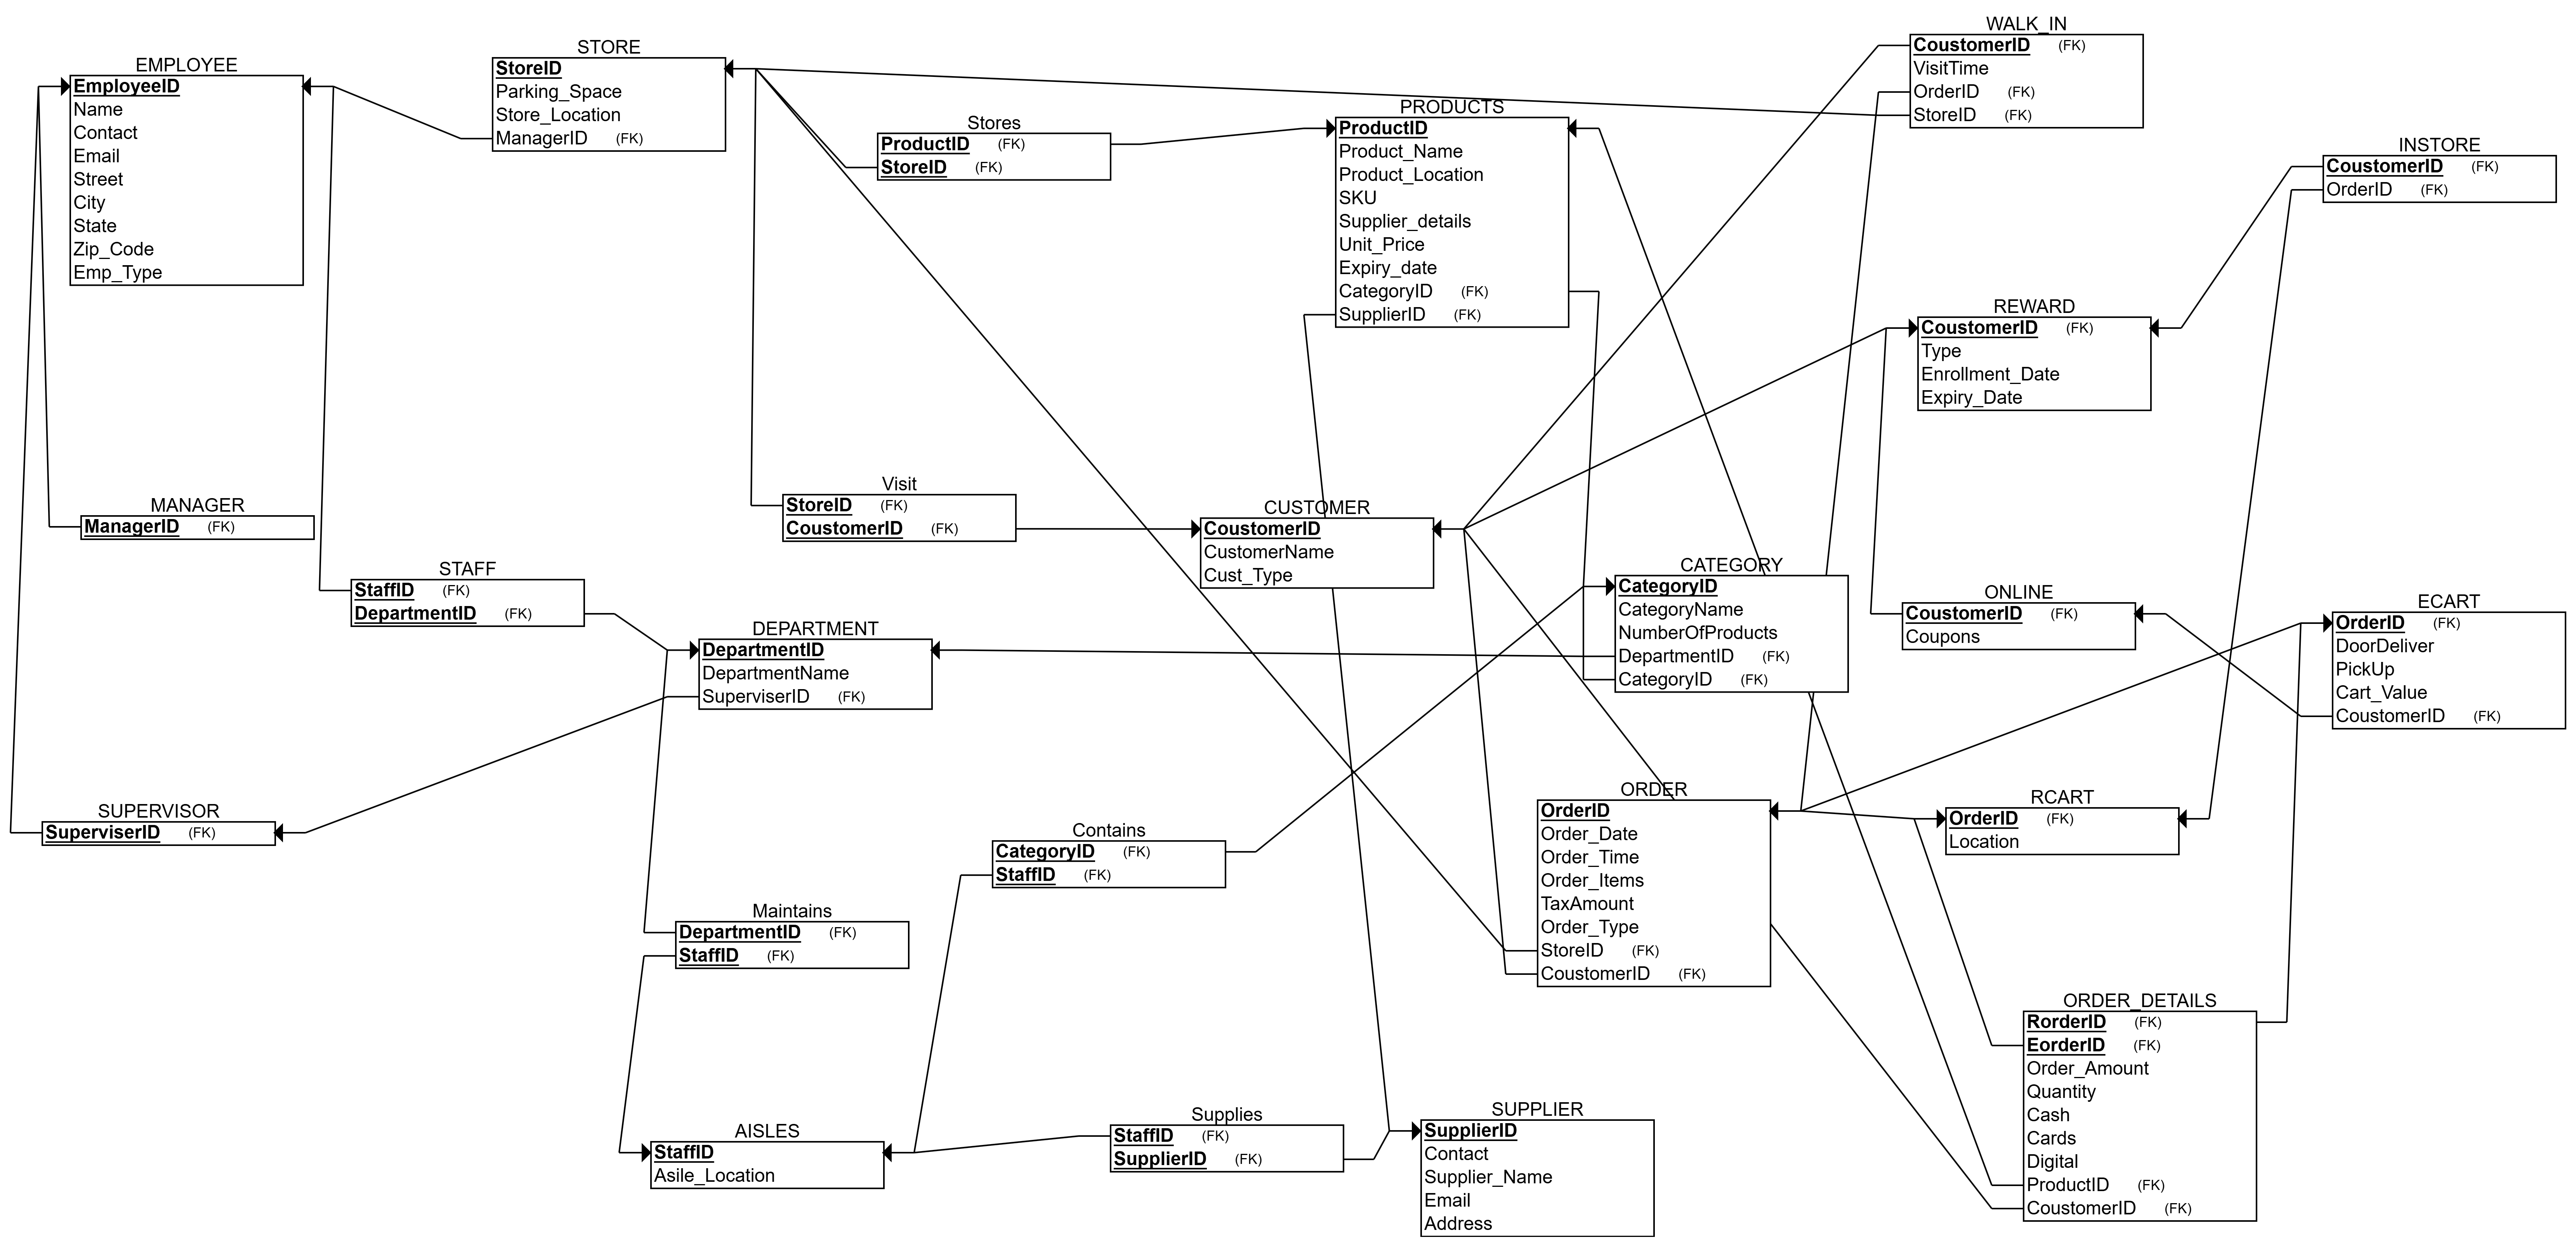 EMPLOYEE
EmployeeID
Name
Contact
Email
Street
City
State
Zip_Code
Emp_Type
STORE
StoreID
Parking_Space
Store_Location
ManagerID (FK)
Stores
ProductID (FK)
StoreID (FK)
PRODUCTS
ProductID
Product_Name
Product_Location
SKU
Supplier_details
Unit_Price
Expiry_date
CategoryID (FK)
SupplierID (FK)
WALK_IN
CoustomerID (FK)
VisitTime
OrderID (FK)
StoreID (FK)
INSTORE
CoustomerID (FK)
OrderID (FK)
REWARD
CoustomerID (FK)
Type
Enrollment_Date
Expiry_Date
MANAGER
ManagerID (FK)
Visit
StoreID (FK)
CoustomerID (FK)
CUSTOMER
CoustomerID
CustomerName
Cust_Type
STAFF
StaffID (FK)
DepartmentID (FK)
CATEGORY
CategoryID
CategoryName
NumberOfProducts
DepartmentID (FK)
CategoryID (FK)
ONLINE
CoustomerID (FK)
Coupons
ECART
OrderID (FK)
DoorDeliver
PickUp
Cart_Value
CoustomerID (FK)
DEPARTMENT
DepartmentID
DepartmentName
SuperviserID (FK)
SUPERVISOR
SuperviserID (FK)
Contains
CategoryID (FK)
StaffID (FK)
ORDER
OrderID
Order_Date
Order_Time
Order_Items
TaxAmount
Order_Type
StoreID (FK)
CoustomerID (FK)
RCART
OrderID (FK)
Location
Maintains
DepartmentID (FK)
StaffID (FK)
ORDER_DETAILS
RorderID (FK)
EorderID (FK)
Order_Amount
Quantity
Cash
Cards
Digital
ProductID (FK)
CoustomerID (FK)
AISLES
StaffID
Asile_Location
Supplies
StaffID (FK)
SupplierID (FK)
SUPPLIER
SupplierID
Contact
Supplier_Name
Email
Address